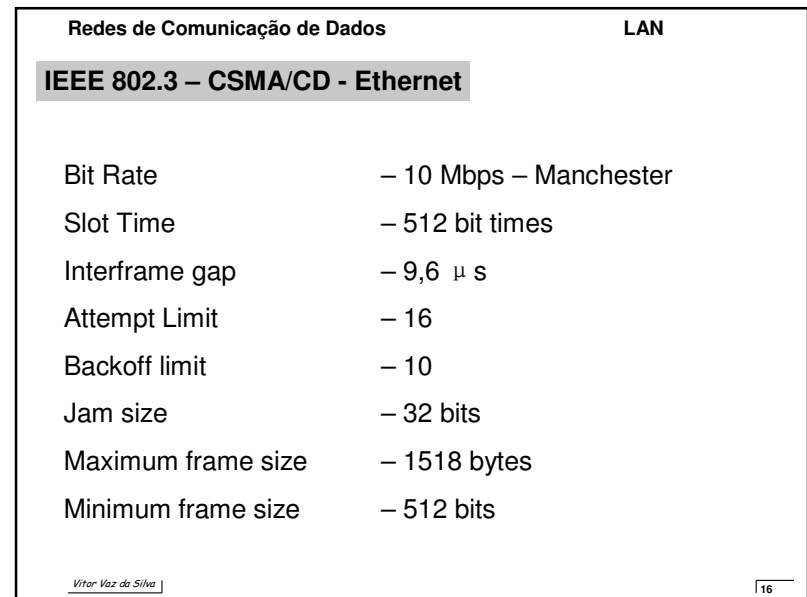 Redes de Comunicação de Dados LAN
IEEE 802.3 – CSMA/CD - Ethernet
Bit Rate – 10 Mbps – Manchester
Slot Time – 512 bit times
Interframe gap – 9,6 μ s
Attempt Limit – 16
Backoff limit – 10
Jam size – 32 bits
Maximum frame size – 1518 bytes
Minimum frame size – 512 bits
Vitor Vaz da Silva 16